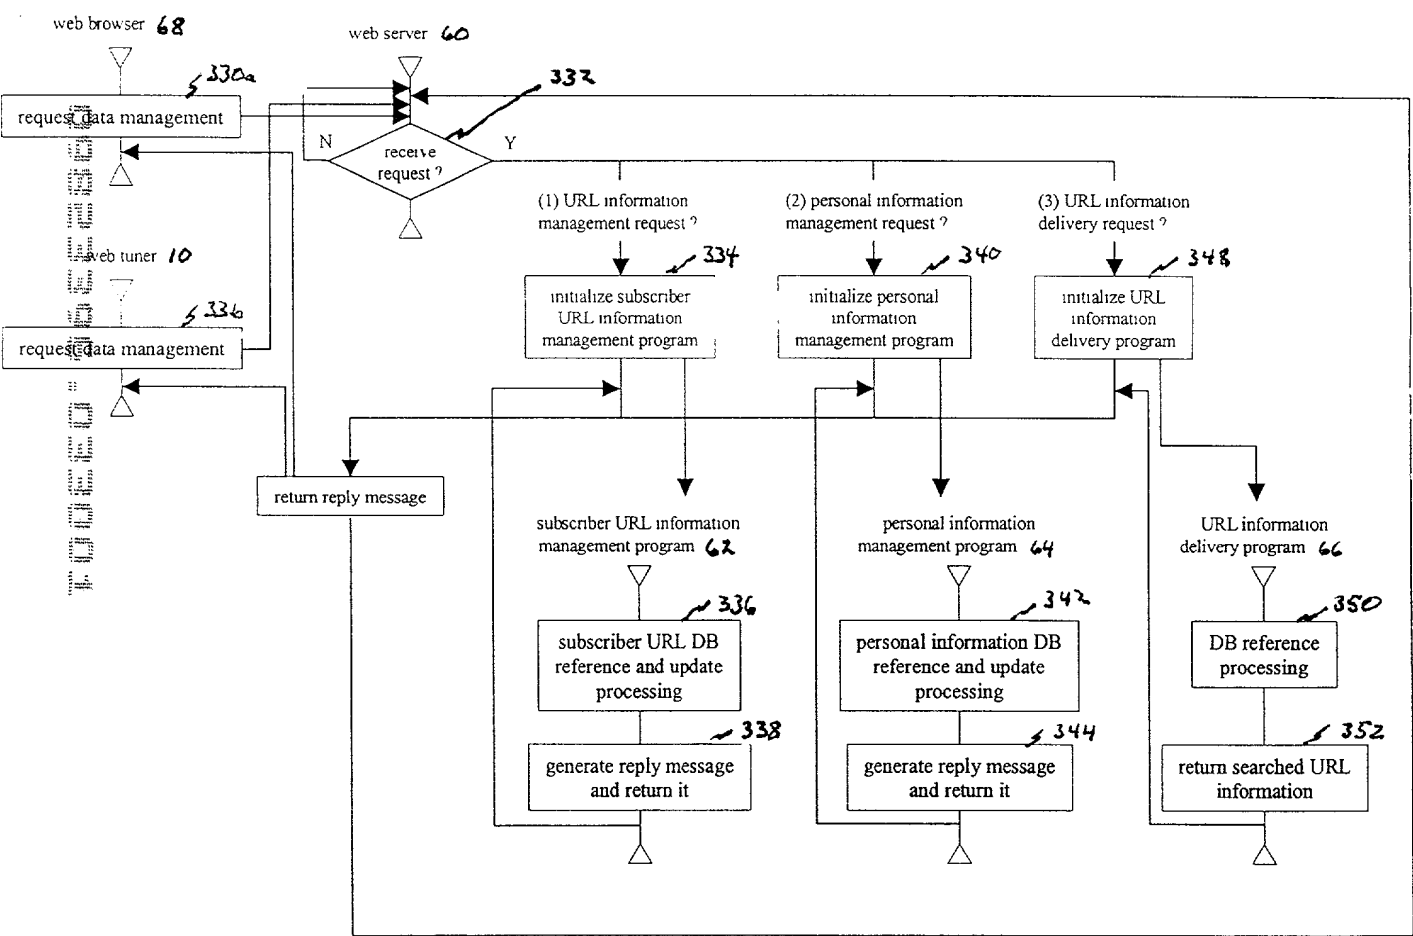 web browser 68
web server 60
330a
332
request data management
N
receive
request ?
Y
(1) URL information
management request ?
(2) personal information
management request ?
(3) URL information
delivery request ?
web tuner 10
334
340
348
336
request data management
initialize subscriber
URL information
management program
initialize personal
information
management program
initialize URL
information
delivery program
return reply message
subscriber URL information
management program 62
personal information
management program 64
URL information
delivery program 66
336
342
350
subscriber URL DB
reference and update
processing
personal information DB
reference and update
processing
DB reference
processing
338
344
352
generate reply message
and return it
generate reply message
and return it
return searched URL
information